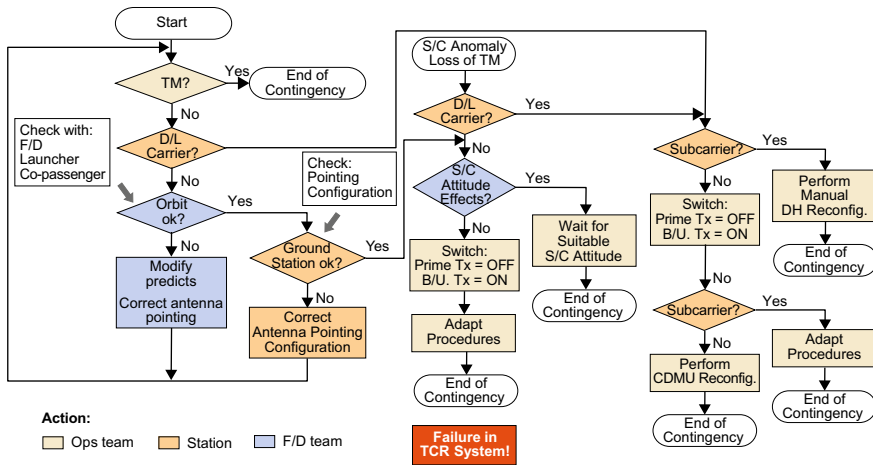 Start
TM?
Yes
End of
Contingency
No
Check with:
F/D
Launcher
Co-passenger
D/L
Carrier?
No
Orbit
ok?
Yes
No
Modify
predicts
Correct antenna
pointing
Check:
Pointing
Configuration
Ground
Station ok?
Yes
No
Correct
Antenna Pointing
Configuration
S/C Anomaly
Loss of TM
D/L
Carrier?
Yes
No
S/C
Attitude
Effects?
Yes
No
Wait for
Suitable
S/C Attitude
End of
Contingency
Switch:
Prime Tx = OFF
B/U. Tx = ON
Adapt
Procedures
End of
Contingency
Subcarrier?
Yes
No
Perform
Manual
DH Reconfig.
End of
Contingency
Switch:
Prime Tx = OFF
B/U. Tx = ON
No
Subcarrier?
Yes
No
Adapt
Procedures
End of
Contingency
Perform
CDMU Reconfig.
End of
Contingency
Action:
Ops team
Station
F/D team
Failure in
TCR System!